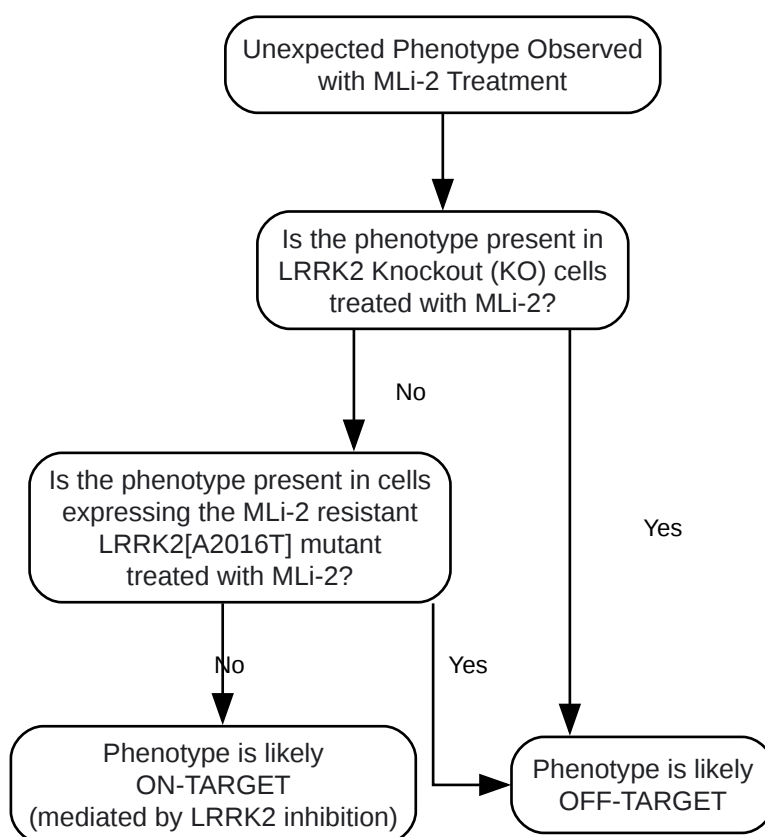 Unexpected Phenotype Observed
with MLi-2 Treatment
Is the phenotype present in
LRRK2 Knockout (KO) cells
treated with MLi-2?
No
Is the phenotype present in cells
expressing the MLi-2 resistant
LRRK2[A2016T] mutant
treated with MLi-2?
Yes
No
Yes
Phenotype is likely
ON-TARGET
(mediated by LRRK2 inhibition)
Phenotype is likely
OFF-TARGET